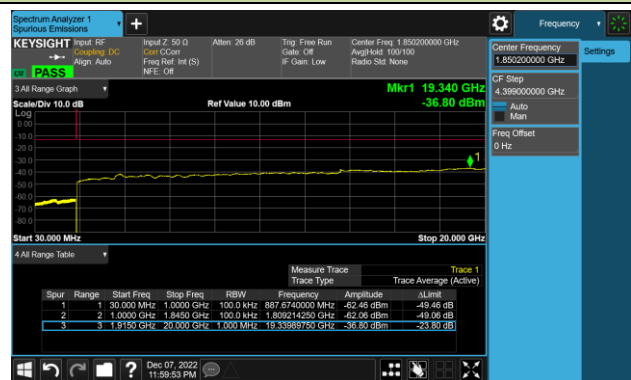 Spectrum Analyzer 1
Spurious Emissions
+
Frequency
KEYSIGHT Input: RF Input Z: 50 Ω Atten: 26 dB Trig: Free Run Center Freq: 1.850200000 GHz
Coupling: DC Corr CCorr Gate: Off Avg|Hold: 100/100
Align: Auto Freq Ref: Int (S) IF Gain: Low Radio Std: None
NFE: Off
PASS
Center Frequency
1.850200000 GHz
Settings
CF Step
4.399000000 GHz
Auto
Man
Freq Offset
0 Hz
3 All Range Graph
Mkr1 19.340 GHz
Scale/Div 10.0 dB Ref Value 10.00 dBm -36.80 dBm
Log
0.00
-10.0
-20.0
-30.0
-40.0
-50.0
-60.0
-70.0
-80.0
1
Start 30.000 MHz Stop 20.000 GHz
4 All Range Table
Measure Trace Trace 1
Trace Type Trace Average (Active)
Spur Range Start Freq Stop Freq RBW Frequency Amplitude ΔLimit
1 1 30.000 MHz 1.0000 GHz 100.0 kHz 887.6740000 MHz -62.46 dBm -49.46 dB
2 2 1.0000 GHz 1.8450 GHz 100.0 kHz 1.809214250 GHz -62.06 dBm -49.06 dB
3 3 1.9150 GHz 20.000 GHz 1.000 MHz 19.33989750 GHz -36.80 dBm -23.80 dB
?
Dec 07, 2022
11:59:53 PM